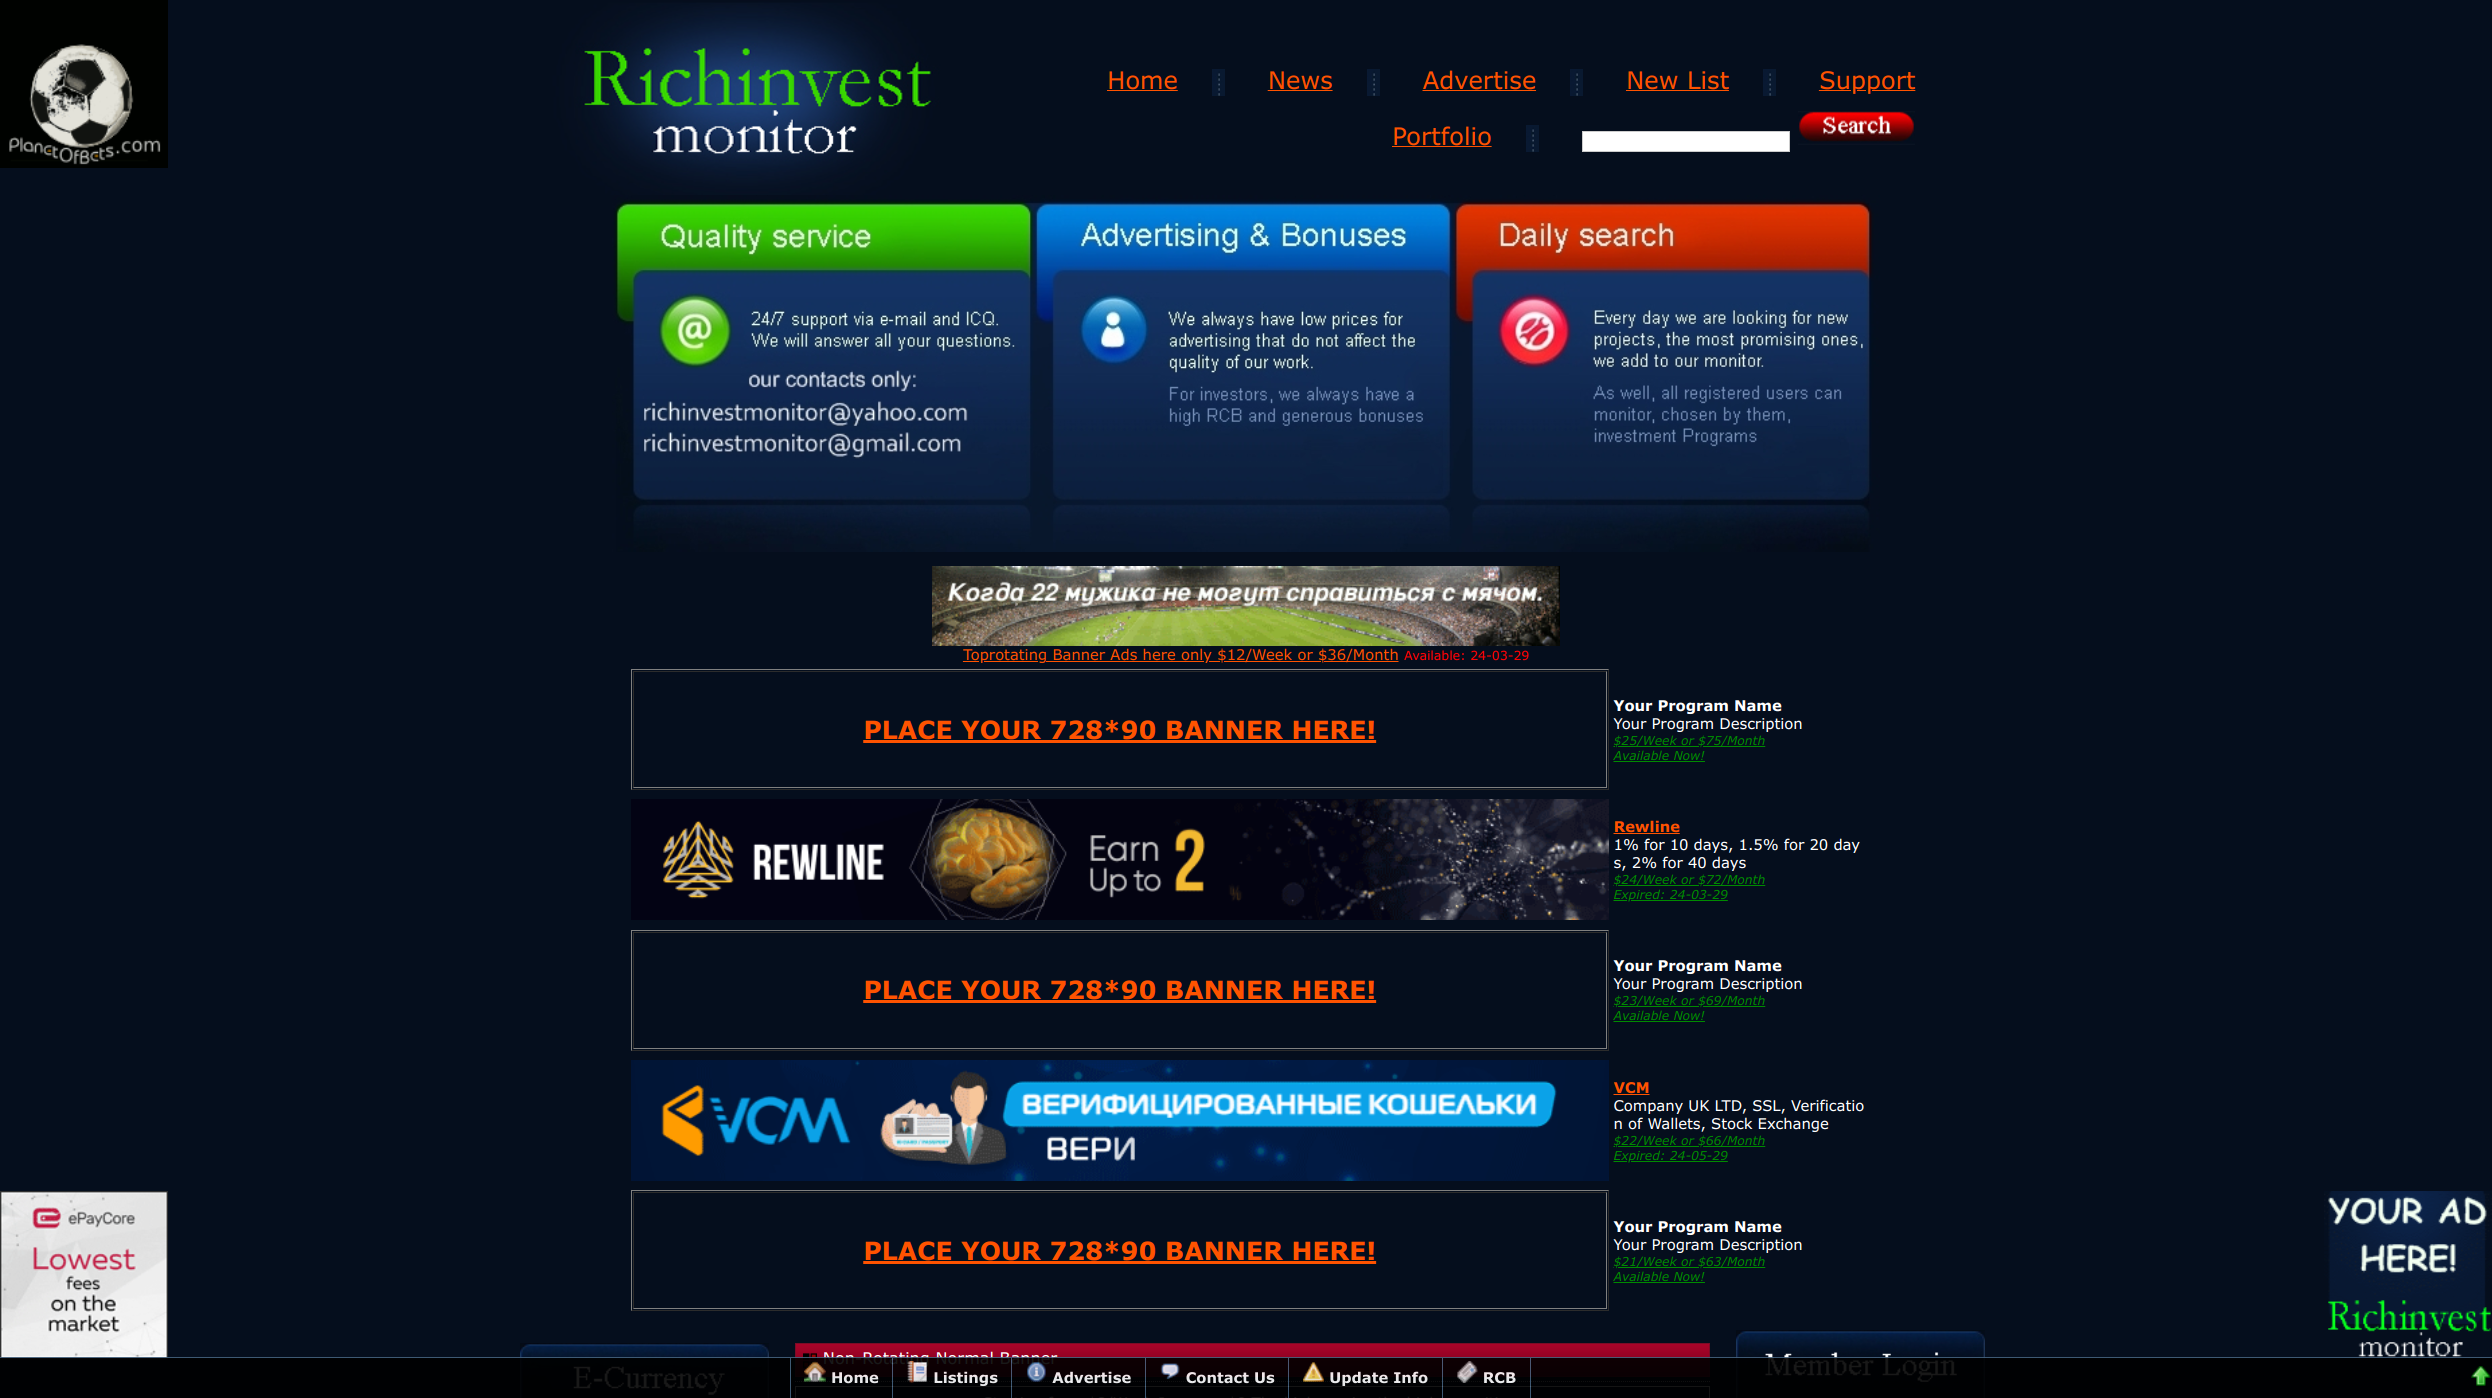 PlanetOfBets.com
Richinvest
monitor
Home
News
Advertise
New List
Support
Portfolio
Search
Quality service
24/7 support via e-mail and ICQ.
We will answer all your questions.
our contacts only:
richinvestmonitor@yahoo.com
richinvestmonitor@gmail.com
Advertising & Bonuses
We always have low prices for
advertising that do not affect the
quality of our work.
For investors, we always have a
high RCB and generous bonuses
Daily search
Every day we are looking for new
projects, the most promising ones,
we add to our monitor.
As well, all registered users can
monitor, chosen by them,
investment Programs
Когда 22 мужика не могут справиться с мячом.
Toprotating Banner Ads here only $12/Week or $36/Month Available: 24-03-29
PLACE YOUR 728*90 BANNER HERE!
Your Program Name
Your Program Description
$25/Week or $75/Month
Available Now!
REWLINE
Earn
Up to 2
Rewline
1% for 10 days, 1.5% for 20 day
s, 2% for 40 days
$24/Week or $72/Month
Expired: 24-03-29
PLACE YOUR 728*90 BANNER HERE!
Your Program Name
Your Program Description
$23/Week or $69/Month
Available Now!
VCM
ВЕРИФИЦИРОВАННЫЕ КОШЕЛЬКИ
ВЕРИ
VCM
Company UK LTD, SSL, Verificatio
n of Wallets, Stock Exchange
$22/Week or $66/Month
Expired: 24-05-29
PLACE YOUR 728*90 BANNER HERE!
Your Program Name
Your Program Description
$21/Week or $63/Month
Available Now!
ePayCore
Lowest
fees
on the
market
YOUR AD
HERE!
Richinvest
monitor
E-Currency
Non-Rotating Normal Banner
Member Login
Home
Listings
Advertise
Contact Us
Update Info
RCB